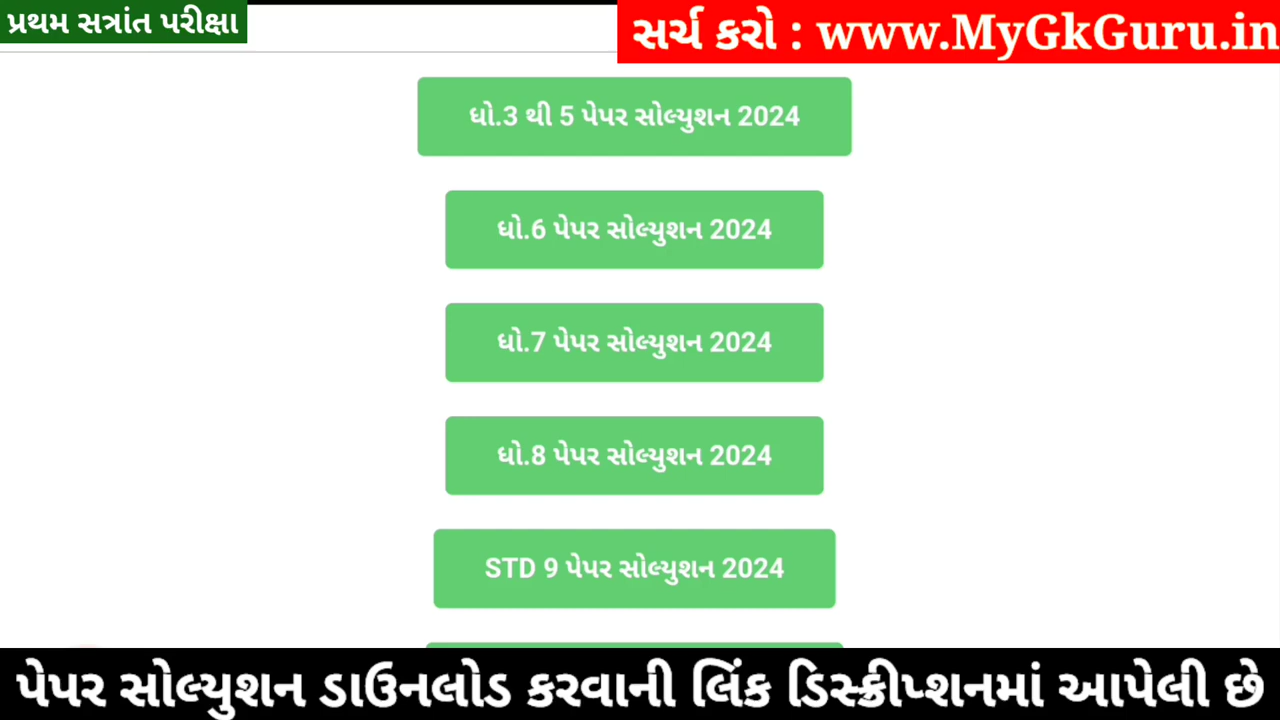 પ્રથમ સત્રાંત પરીક્ષા
સર્ચ કરો : www.MyGkGuru.in
ધો.3 થી 5 પેપર સોલ્યુશન 2024
ધો.6 પેપર સોલ્યુશન 2024
ધો.7 પેપર સોલ્યુશન 2024
ધો.8 પેપર સોલ્યુશન 2024
STD 9 પેપર સોલ્યુશન 2024
પેપર સોલ્યુશન ડાઉનલોડ કરવાની લિંક ડિસ્ક્રીપ્શનમાં આપેલી છે